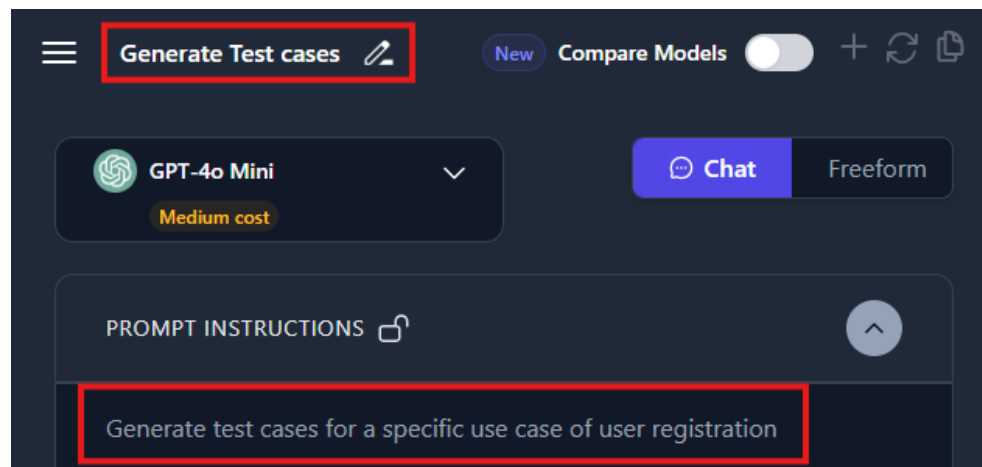 Generate Test cases
New Compare Models
GPT-4o Mini
Medium cost
Chat Freeform
PROMPT INSTRUCTIONS
Generate test cases for a specific use case of user registration